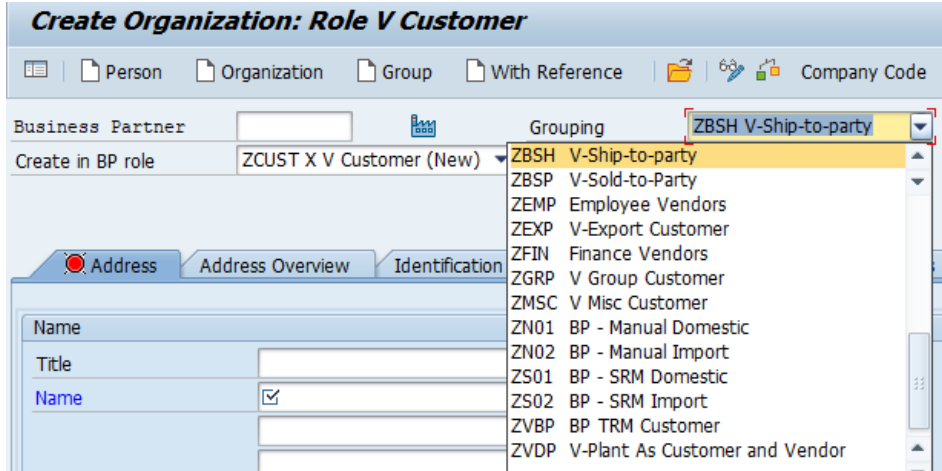 Create Organization: Role V Customer
Person Organization Group With Reference Company Code
Business Partner Grouping ZBSH V-Ship-to-party
Create in BP role ZCUST X V Customer (New)
ZBSH V-Ship-to-party
ZBSP V-Sold-to-Party
ZEMP Employee Vendors
ZEXP V-Export Customer
ZFIN Finance Vendors
ZGRP V Group Customer
ZMSC V Misc Customer
ZN01 BP - Manual Domestic
ZN02 BP - Manual Import
ZS01 BP - SRM Domestic
ZS02 BP - SRM Import
ZVBP BP TRM Customer
ZVDP V-Plant As Customer and Vendor
Address Address Overview Identification
Name
Title
Name